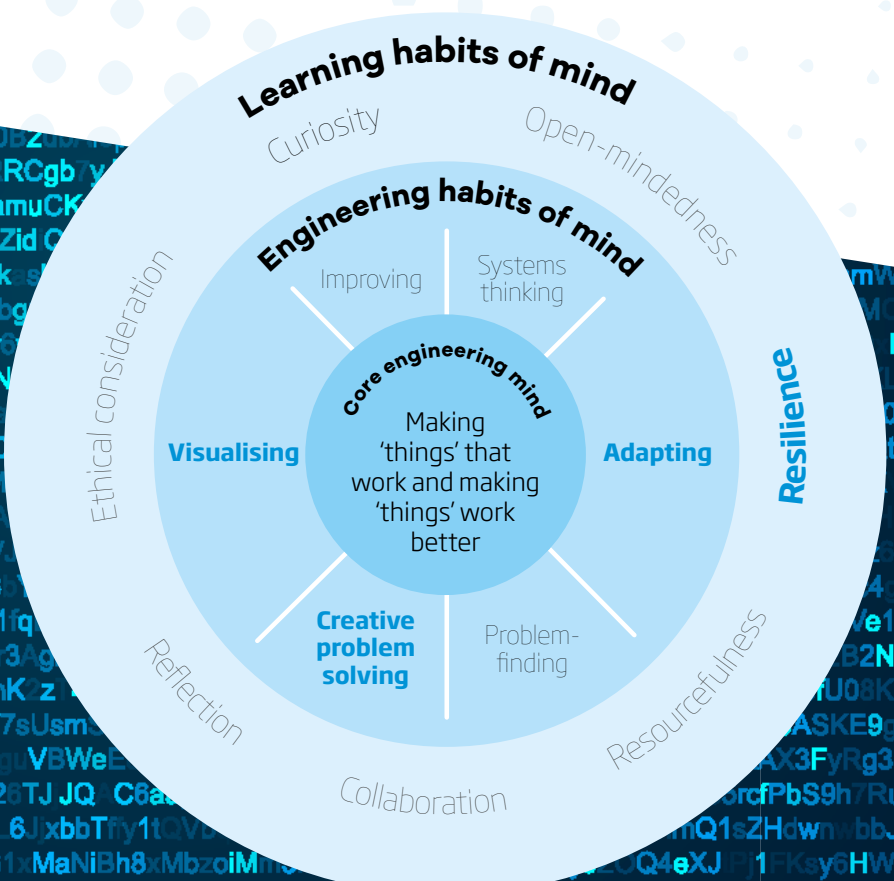 Learning habits of mind
Curiosity
Open-mindedness
Resilience
Resourcefulness
Collaboration
Reflection
Ethical consideration
Engineering habits of mind
Improving
Systems
thinking
Adapting
Problem-
finding
Creative
problem
solving
Visualising
Core engineering mind
Making
‘things’ that
work and making
‘things’ work
better